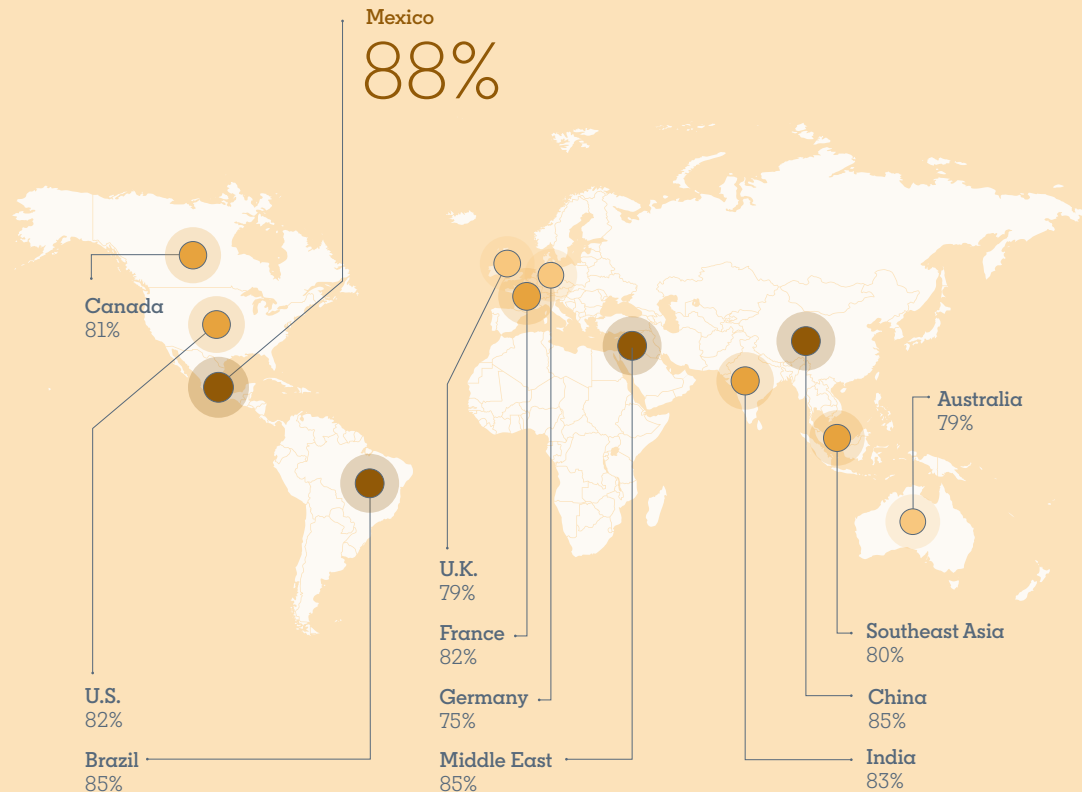 Mexico
88%
Canada
81%
Australia
79%
U.K.
79%
France
82%
Southeast Asia
80%
U.S.
82%
Germany
75%
China
85%
Brazil
85%
Middle East
85%
India
83%